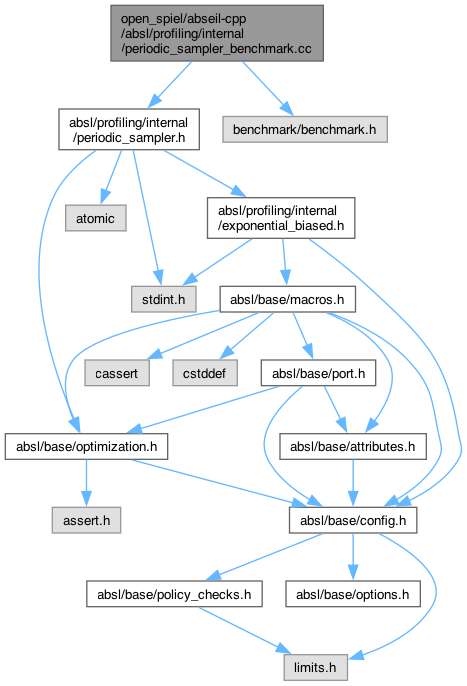 open_spiel/abseil-cpp
/absl/profiling/internal
/periodic_sampler_benchmark.cc
absl/profiling/internal
/periodic_sampler.h
benchmark/benchmark.h
atomic
absl/profiling/internal
/exponential_biased.h
stdint.h
absl/base/macros.h
cassert
cstddef
absl/base/port.h
absl/base/optimization.h
absl/base/attributes.h
assert.h
absl/base/config.h
absl/base/policy_checks.h
absl/base/options.h
limits.h